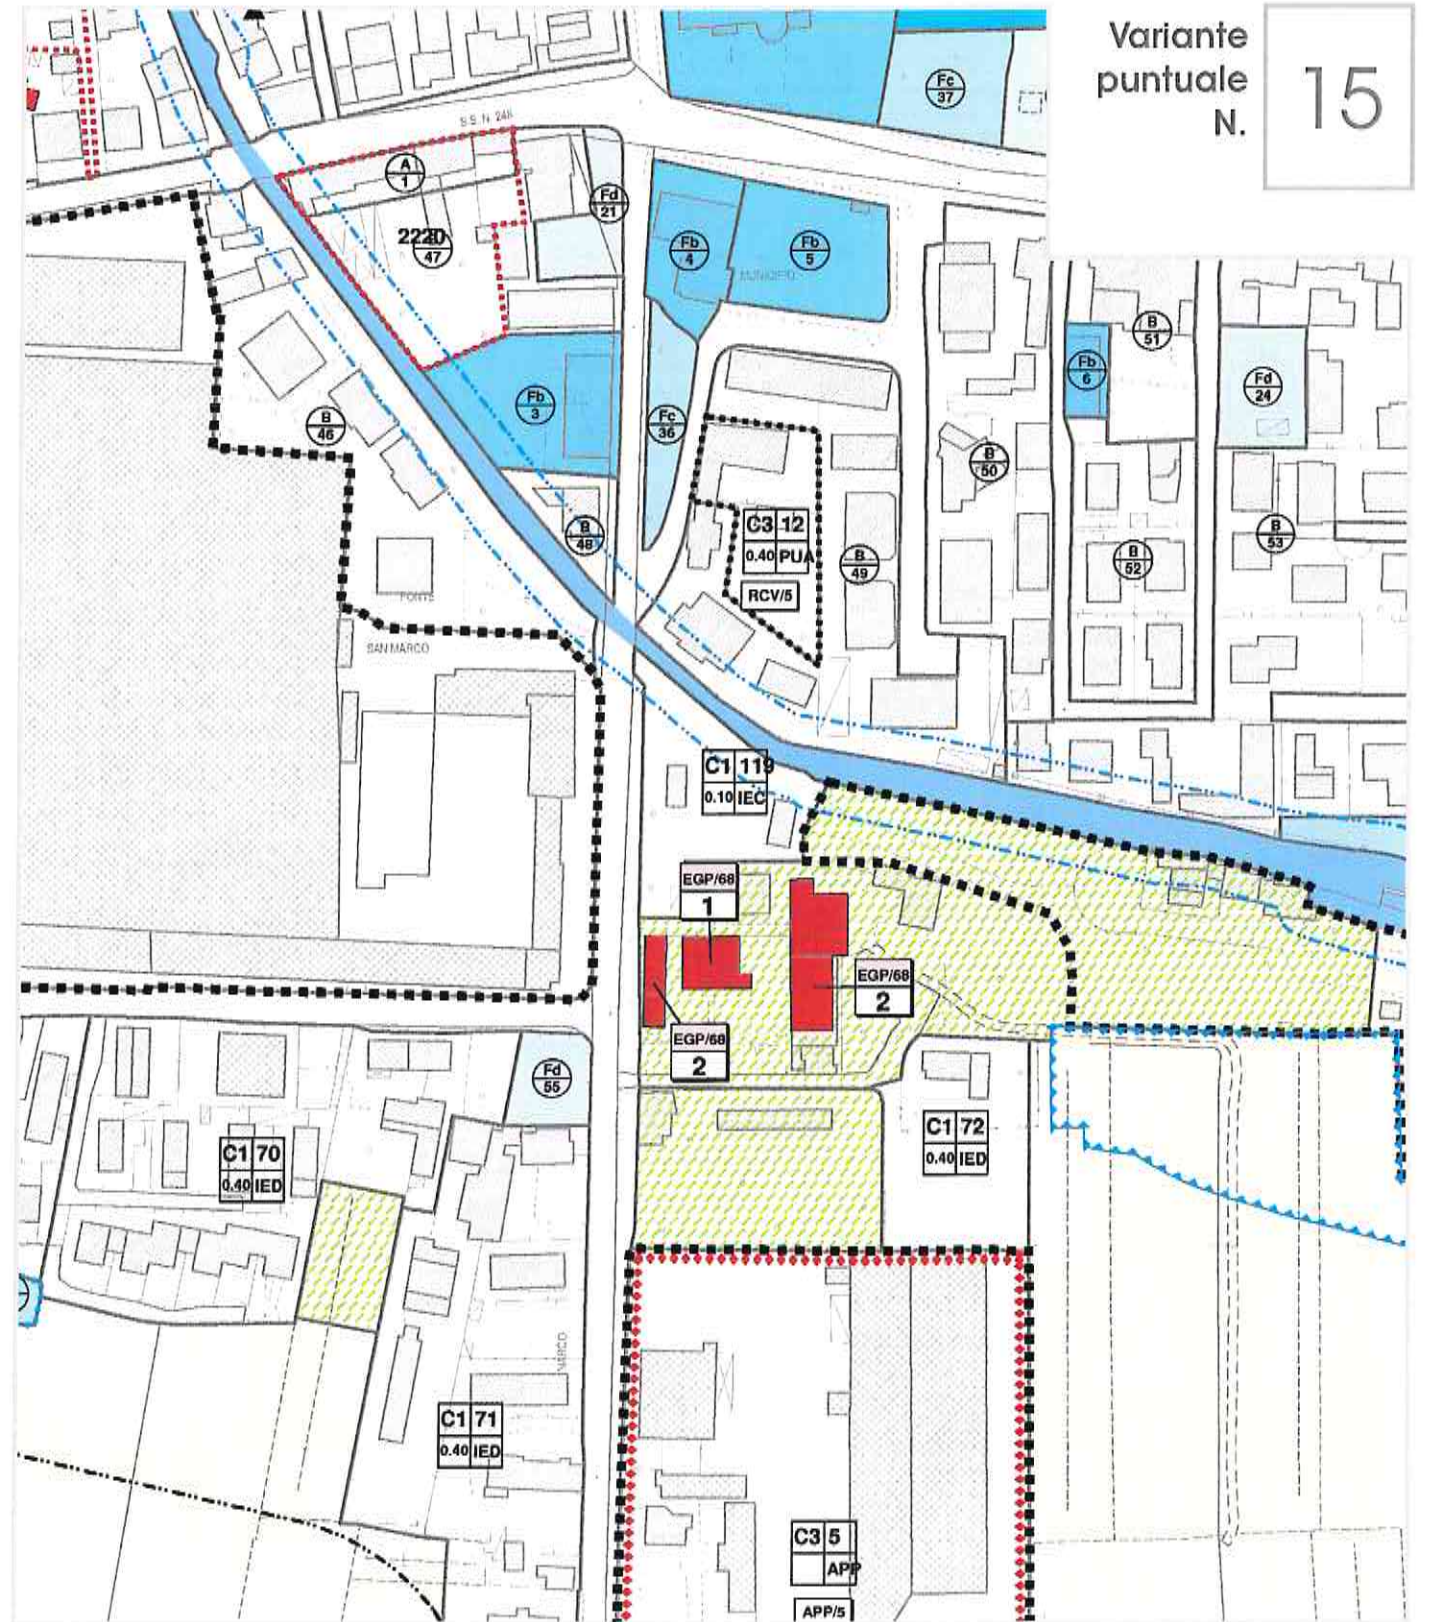 Variante
puntuale
N.
15
Fc
37
S.S. N. 248
A
1
Fd
21
47
Fb
4
Fb
5
MUNICIPIO
B
51
Fb
6
Fd
24
Fb
3
B
46
Fc
36
B
50
C3 12
0.40 PUA
RCV/5
B
48
B
49
B
52
B
53
PONTE
SAN MARCO
C1 119
0.10 IEC
EGP/68
1
EGP/68
2
EGP/68
2
Fd
55
C1 70
0.40 IED
C1 72
0.40 IED
MARCO
C1 71
0.40 IED
C3 5
APP
APP/5